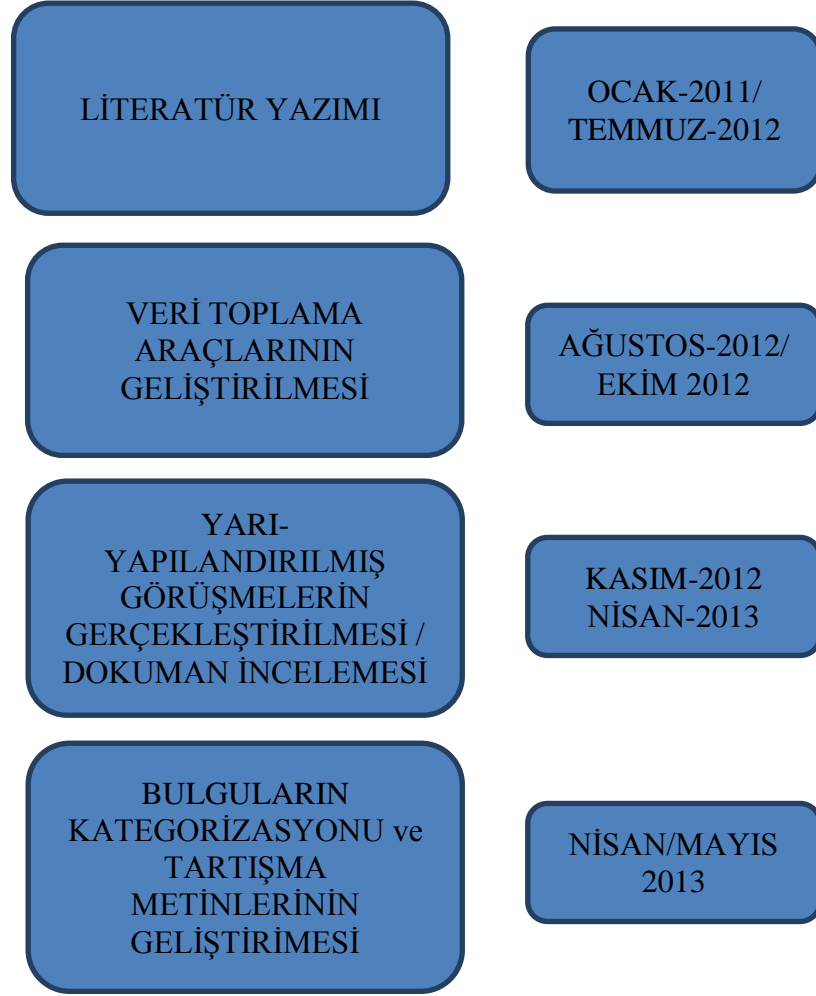 LİTERATÜR YAZIMI
OCAK-2011/
TEMMUZ-2012
VERİ TOPLAMA
ARAÇLARININ
GELİŞTİRİLMESİ
AĞUSTOS-2012/
EKİM 2012
YARI-
YAPILANDIRILMIŞ
GÖRÜŞMELERİN
GERÇEKLEŞTİRİLMESİ /
DOKUMAN İNCELEMESİ
KASIM-2012
NİSAN-2013
BULGULARIN
KATEGORİZASYONU ve
TARTIŞMA
METİNLERİNİN
GELİŞTİRİMESİ
NİSAN/MAYIS
2013